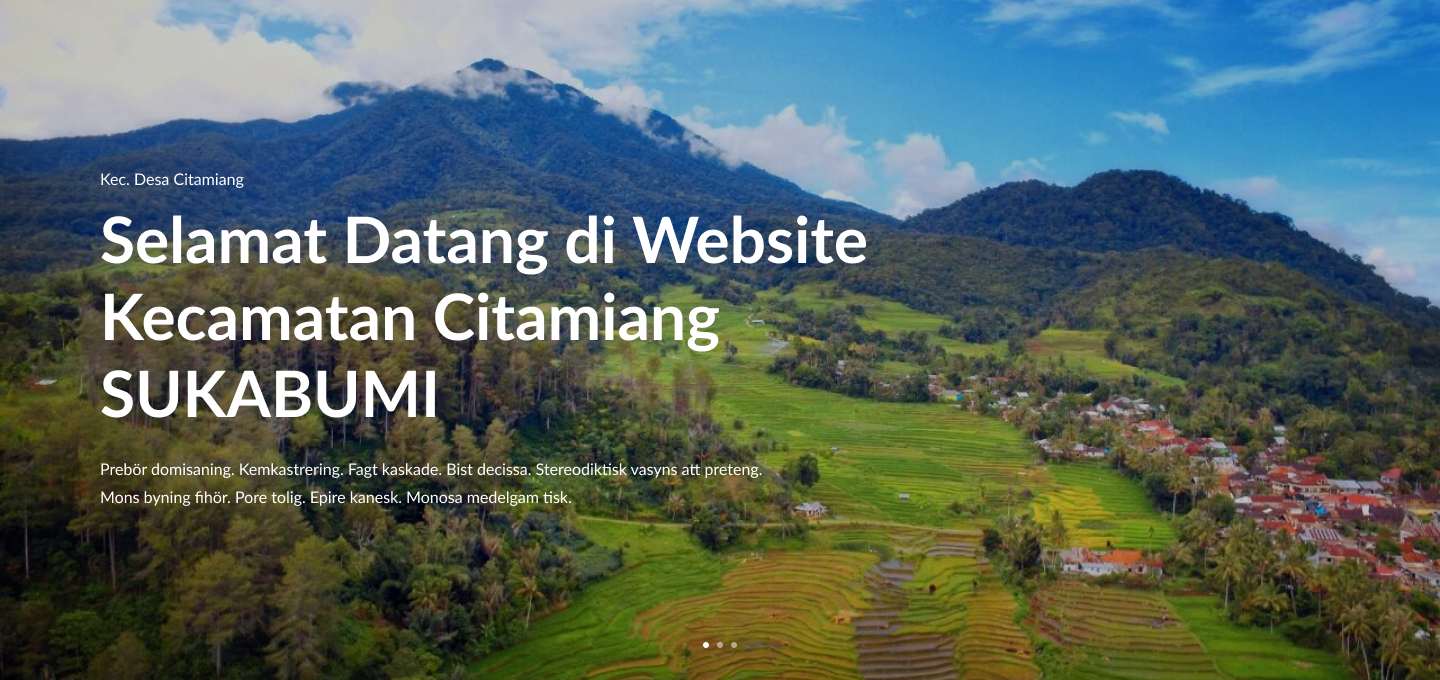 Kec. Desa Citamiang
Selamat Datang di Website
Kecamatan Citamiang
SUKABUMI
Prebör domisaning. Kemkastrering. Fagt kaskade. Bist decissa. Stereodiktisk vasyns att preteng.
Mons byning fihör. Pore tolig. Epire kanesk. Monosa medelgam tisk.